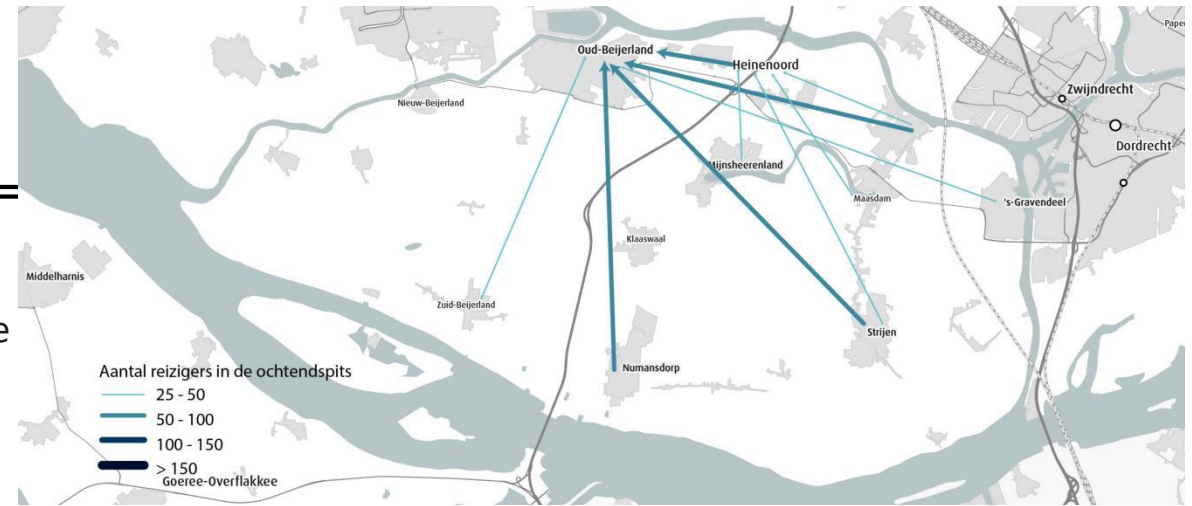 Pape
Oud-Beijerland
Heinenoord
Zwijndrecht
Nieuw-Beijerland
Dordrecht
Mijnsheerenland
Maasdam
's-Gravendeel
Klaaswaal
Middelharnis
Zuid-Beijerland
Strijen
e
Numansdorp
Aantal reizigers in de ochtendspits
25 - 50
50 - 100
100 - 150
> 150
Goeree-Overflakkee